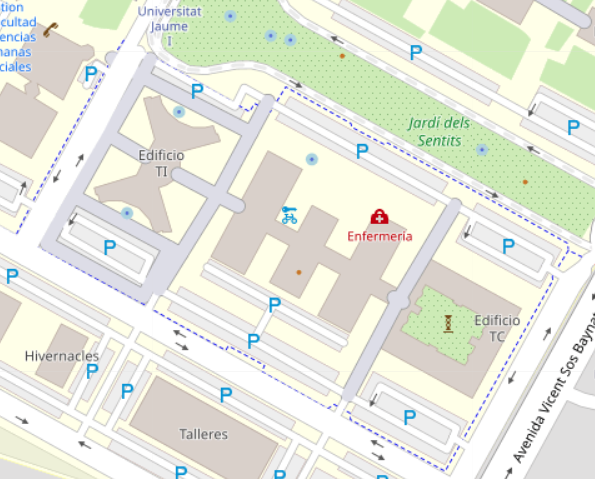 Universitat
Jaume
I
tion
cultad
encias
manas
ciales
P
P
P
P
P
Jardí dels
Sentits
Edificio
TI
Enfermería
P
P
P
P
P
Edificio
TC
Hivernacles
P
P
P
P
Talleres
P
P
P
Avenida Vicent Sos Baynat